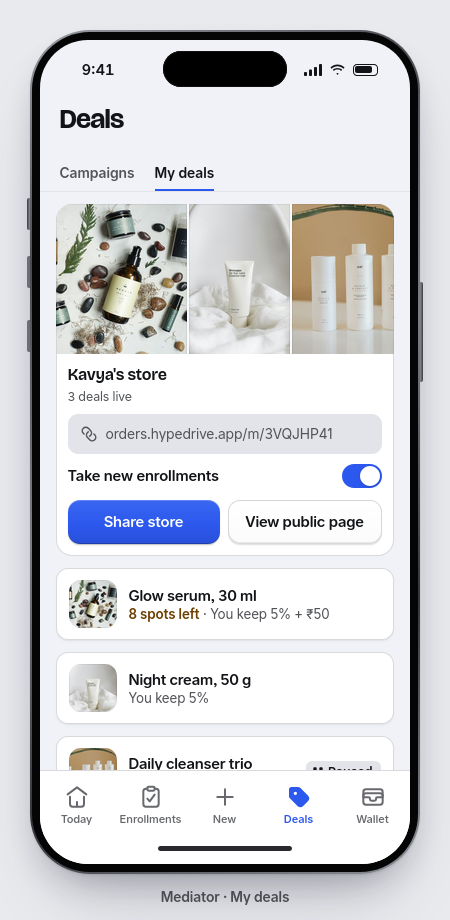 9:41
Deals
Campaigns My deals
Kavya's store
3 deals live
orders.hypedrive.app/m/3VQJHP41
Take new enrollments
Share store View public page
Glow serum, 30 ml
8 spots left · You keep 5% + ₹50
Night cream, 50 g
You keep 5%
Daily cleanser trio
Paused
Today Enrollments New Deals Wallet
Mediator · My deals